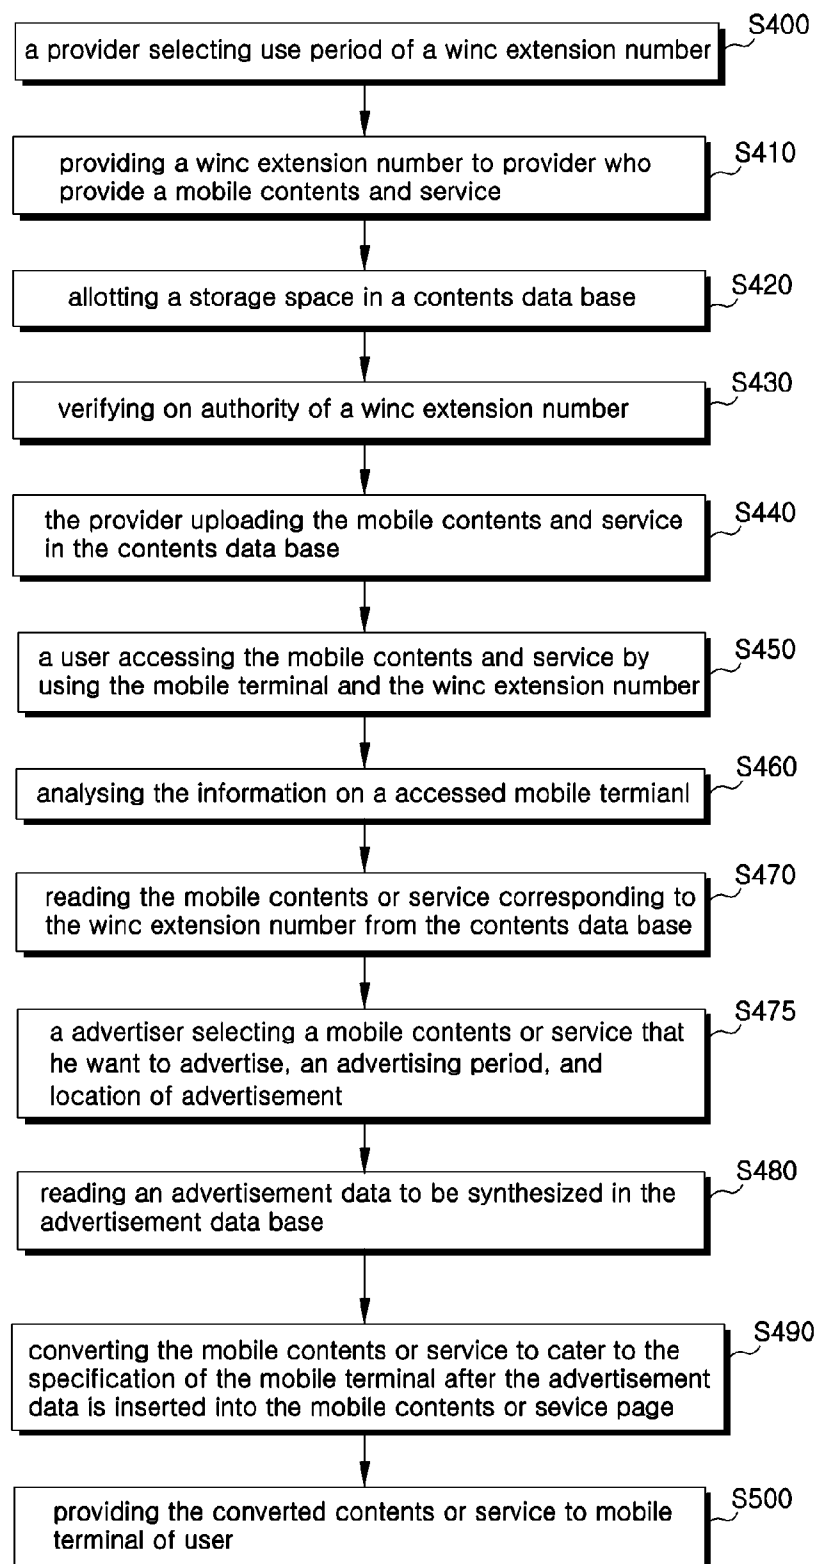 S400
a provider selecting use period of a winc extension number
S410
providing a winc extension number to provider who
provide a mobile contents and service
S420
allotting a storage space in a contents data base
S430
verifying on authority of a winc extension number
S440
the provider uploading the mobile contents and service
in the contents data base
S450
a user accessing the mobile contents and service by
using the mobile terminal and the winc extension number
S460
analysing the information on a accessed mobile termianl
S470
reading the mobile contents or service corresponding to
the winc extension number from the contents data base
S475
a advertiser selecting a mobile contents or service that
he want to advertise, an advertising period, and
location of advertisement
S480
reading an advertisement data to be synthesized in the
advertisement data base
S490
converting the mobile contents or service to cater to the
specification of the mobile terminal after the advertisement
data is inserted into the mobile contents or sevice page
S500
providing the converted contents or service to mobile
terminal of user